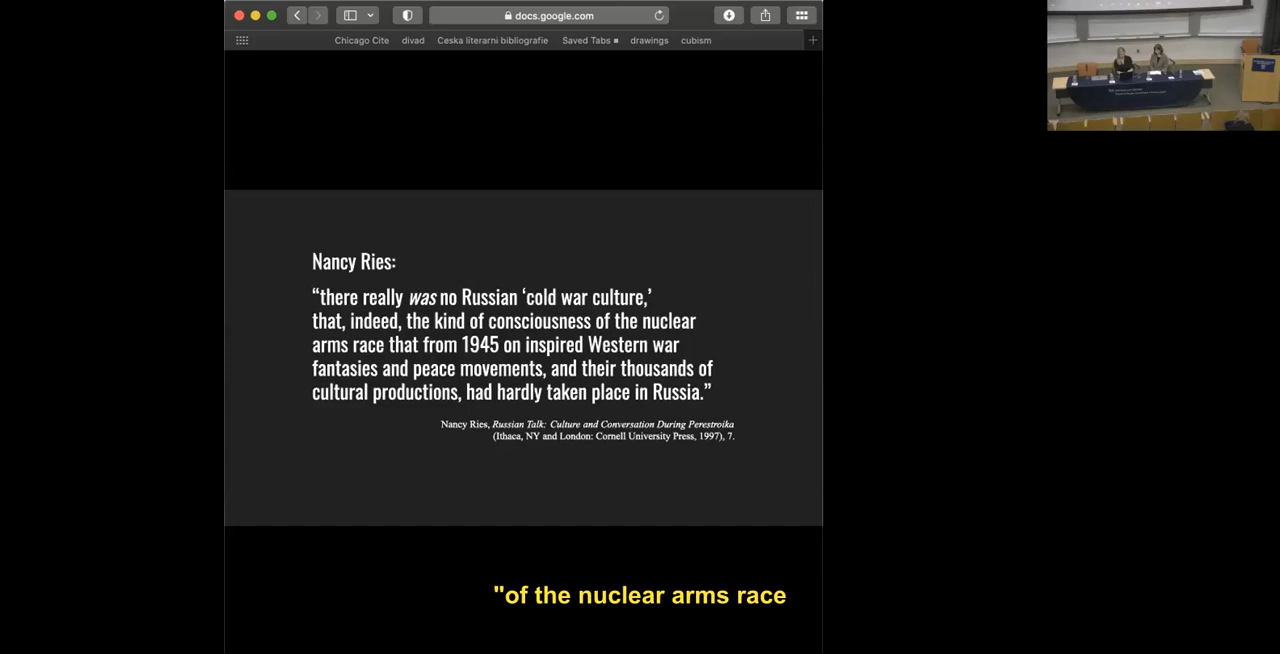 docs.google.com
Chicago Cite divad Ceska literarni bibliografie Saved Tabs drawings cubism
Nancy Ries:
“there really was no Russian ‘cold war culture,’
that, indeed, the kind of consciousness of the nuclear
arms race that from 1945 on inspired Western war
fantasies and peace movements, and their thousands of
cultural productions, had hardly taken place in Russia.”
Nancy Ries, Russian Talk: Culture and Conversation During Perestroika
(Ithaca, NY and London: Cornell University Press, 1997), 7.
"of the nuclear arms race